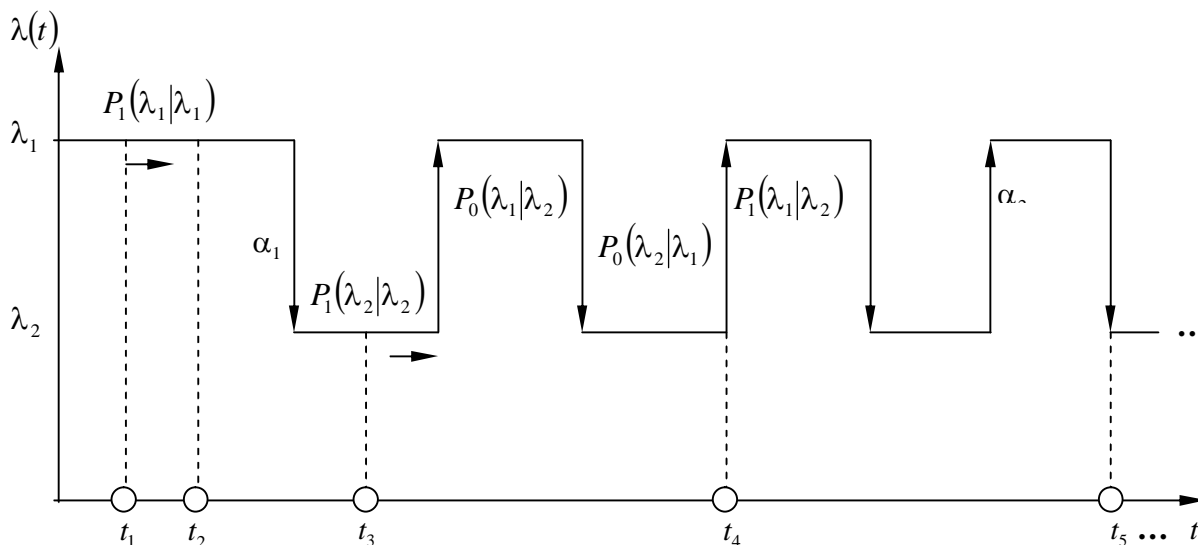 λ(t)
P₁(λ₁|λ₁)
λ₁
P₀(λ₁|λ₂)
P₁(λ₁|λ₂)
α₁
P₀(λ₂|λ₁)
P₁(λ₂|λ₂)
λ₂
..
t₁ t₂ t₃ t₄ t₅ ... t